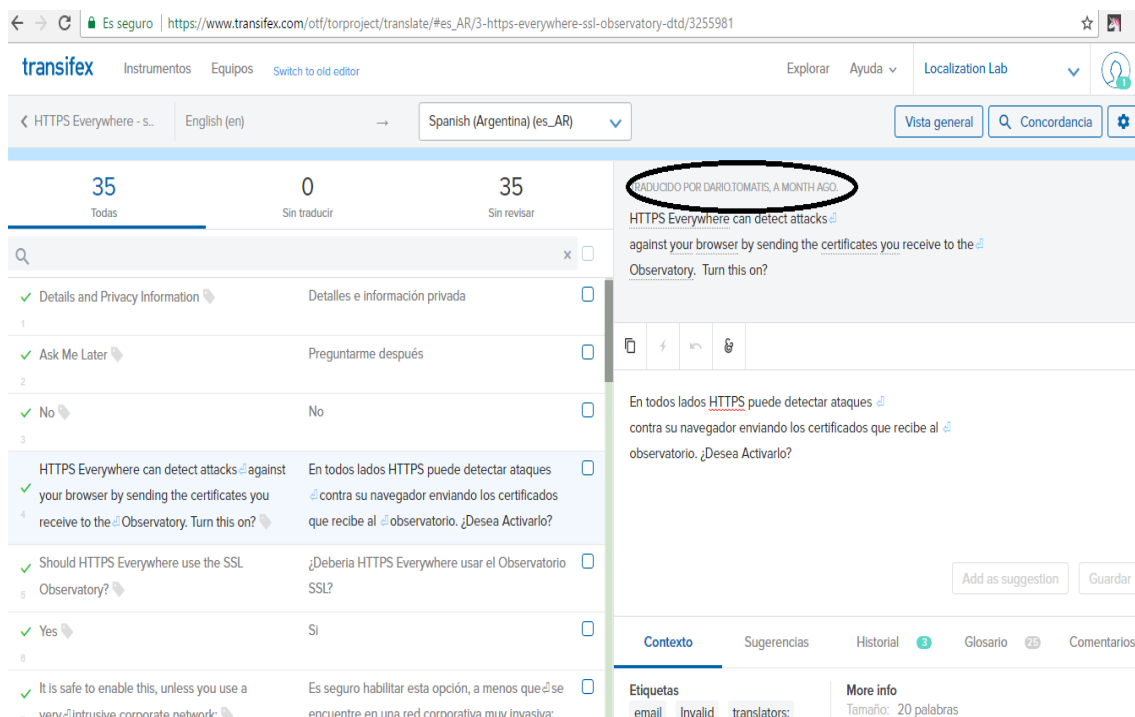 Es seguro | https://www.transifex.com/otf/torproject/translate/#es_AR/3-https-everywhere-ssl-observatory-dtd/3255981
transifex Instrumentos Equipos Switch to old editor Explorar Ayuda Localization Lab 1
HTTPS Everywhere - s.. English (en) → Spanish (Argentina) (es_AR) Vista general Concordancia
35 0 35
Todas Sin traducir Sin revisar
x
Details and Privacy Information Detalles e información privada
1
Ask Me Later Preguntarme después
2
No No
3
HTTPS Everywhere can detect attacks against En todos lados HTTPS puede detectar ataques
your browser by sending the certificates you contra su navegador enviando los certificados
4
receive to the Observatory. Turn this on? que recibe al observatorio. ¿Desea Activarlo?
Should HTTPS Everywhere use the SSL ¿Deberia HTTPS Everywhere usar el Observatorio
5 Observatory? SSL?
Yes Si
6
It is safe to enable this, unless you use a Es seguro habilitar esta opción, a menos que se
very intrusive corporate network: encuentre en una red corporativa muy invasiva:
TRADUCIDO POR DARIO.TOMATIS, A MONTH AGO.
HTTPS Everywhere can detect attacks
against your browser by sending the certificates you receive to the
Observatory. Turn this on?
En todos lados HTTPS puede detectar ataques
contra su navegador enviando los certificados que recibe al
observatorio. ¿Desea Activarlo?
Add as suggestion Guardar
Contexto Sugerencias Historial 3 Glosario 25 Comentarios
Etiquetas More info
email Invalid translators: Tamaño: 20 palabras